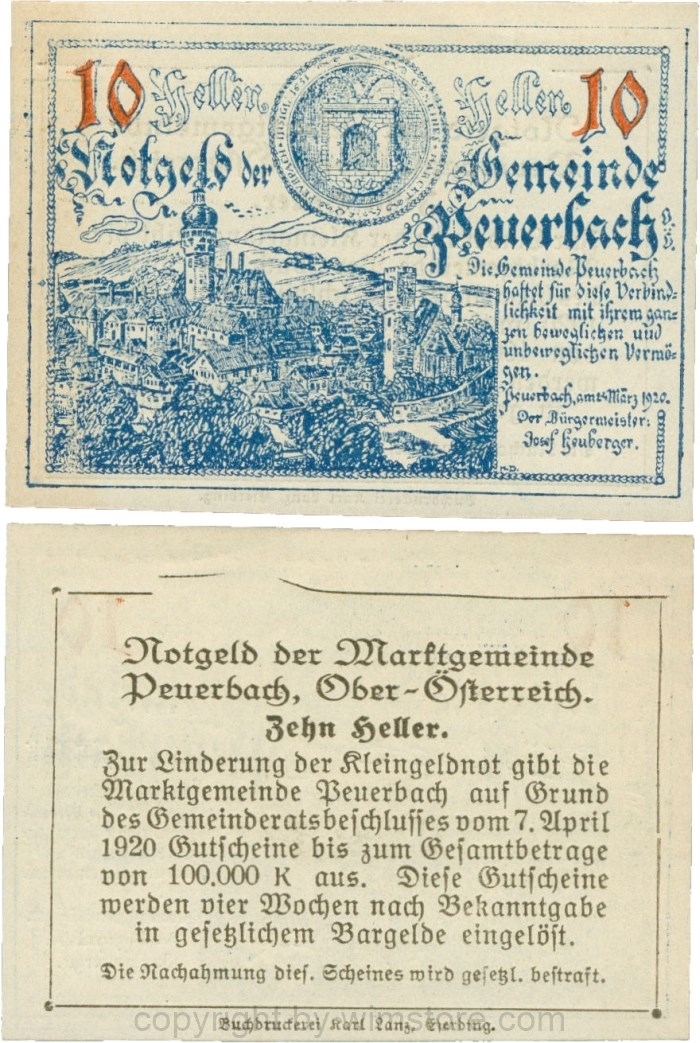 10 Heller Heller 10
Notgeld der Gemeinde
Peuerbach
Die Gemeinde Peuerbach
haftet für diese Verbind-
lichkeit mit ihrem gan-
zen beweglichen und
unbeweglichen Vermö-
gen.
Peuerbach, am März 1920.
Der Bürgermeister:
Josef Heuberger.
Notgeld der Marktgemeinde
Peuerbach, Ober-Österreich.
Zehn Heller.
Zur Linderung der Kleingeldnot gibt die
Marktgemeinde Peuerbach auf Grund
des Gemeinderatsbeschlusses vom 7. April
1920 Gutscheine bis zum Gesamtbetrage
von 100.000 K aus. Diese Gutscheine
werden vier Wochen nach Bekanntgabe
in gesetzlichem Bargelde eingelöst.
Die Nachahmung dies. Scheines wird gesetzl. bestraft.
Buchdruckerei Karl Lanz, Eferding.
copyright by wimstore.com